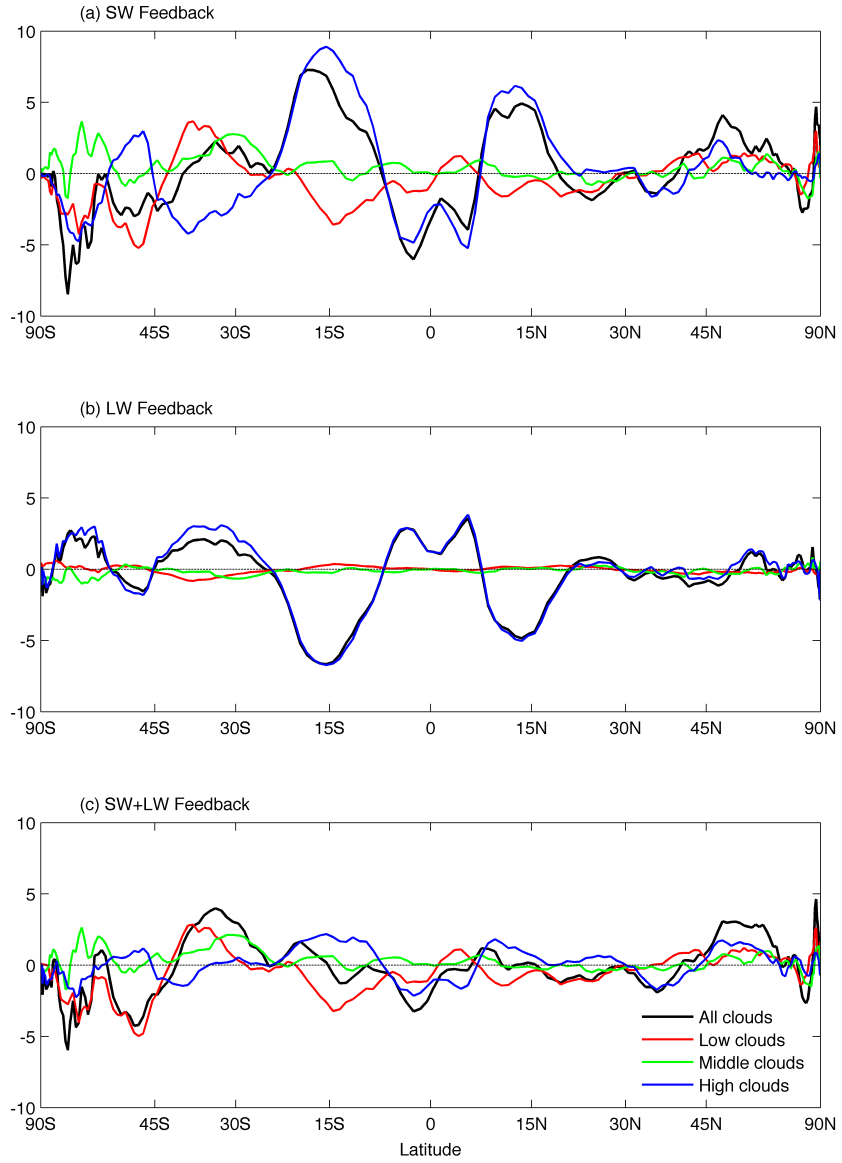 (a) SW Feedback
10
5
0
-5
-10
90S 45S 30S 15S 0 15N 30N 45N 90N
(b) LW Feedback
10
5
0
-5
-10
90S 45S 30S 15S 0 15N 30N 45N 90N
(c) SW+LW Feedback
10
5
0
-5
-10
All clouds
Low clouds
Middle clouds
High clouds
90S 45S 30S 15S 0 15N 30N 45N 90N
Latitude